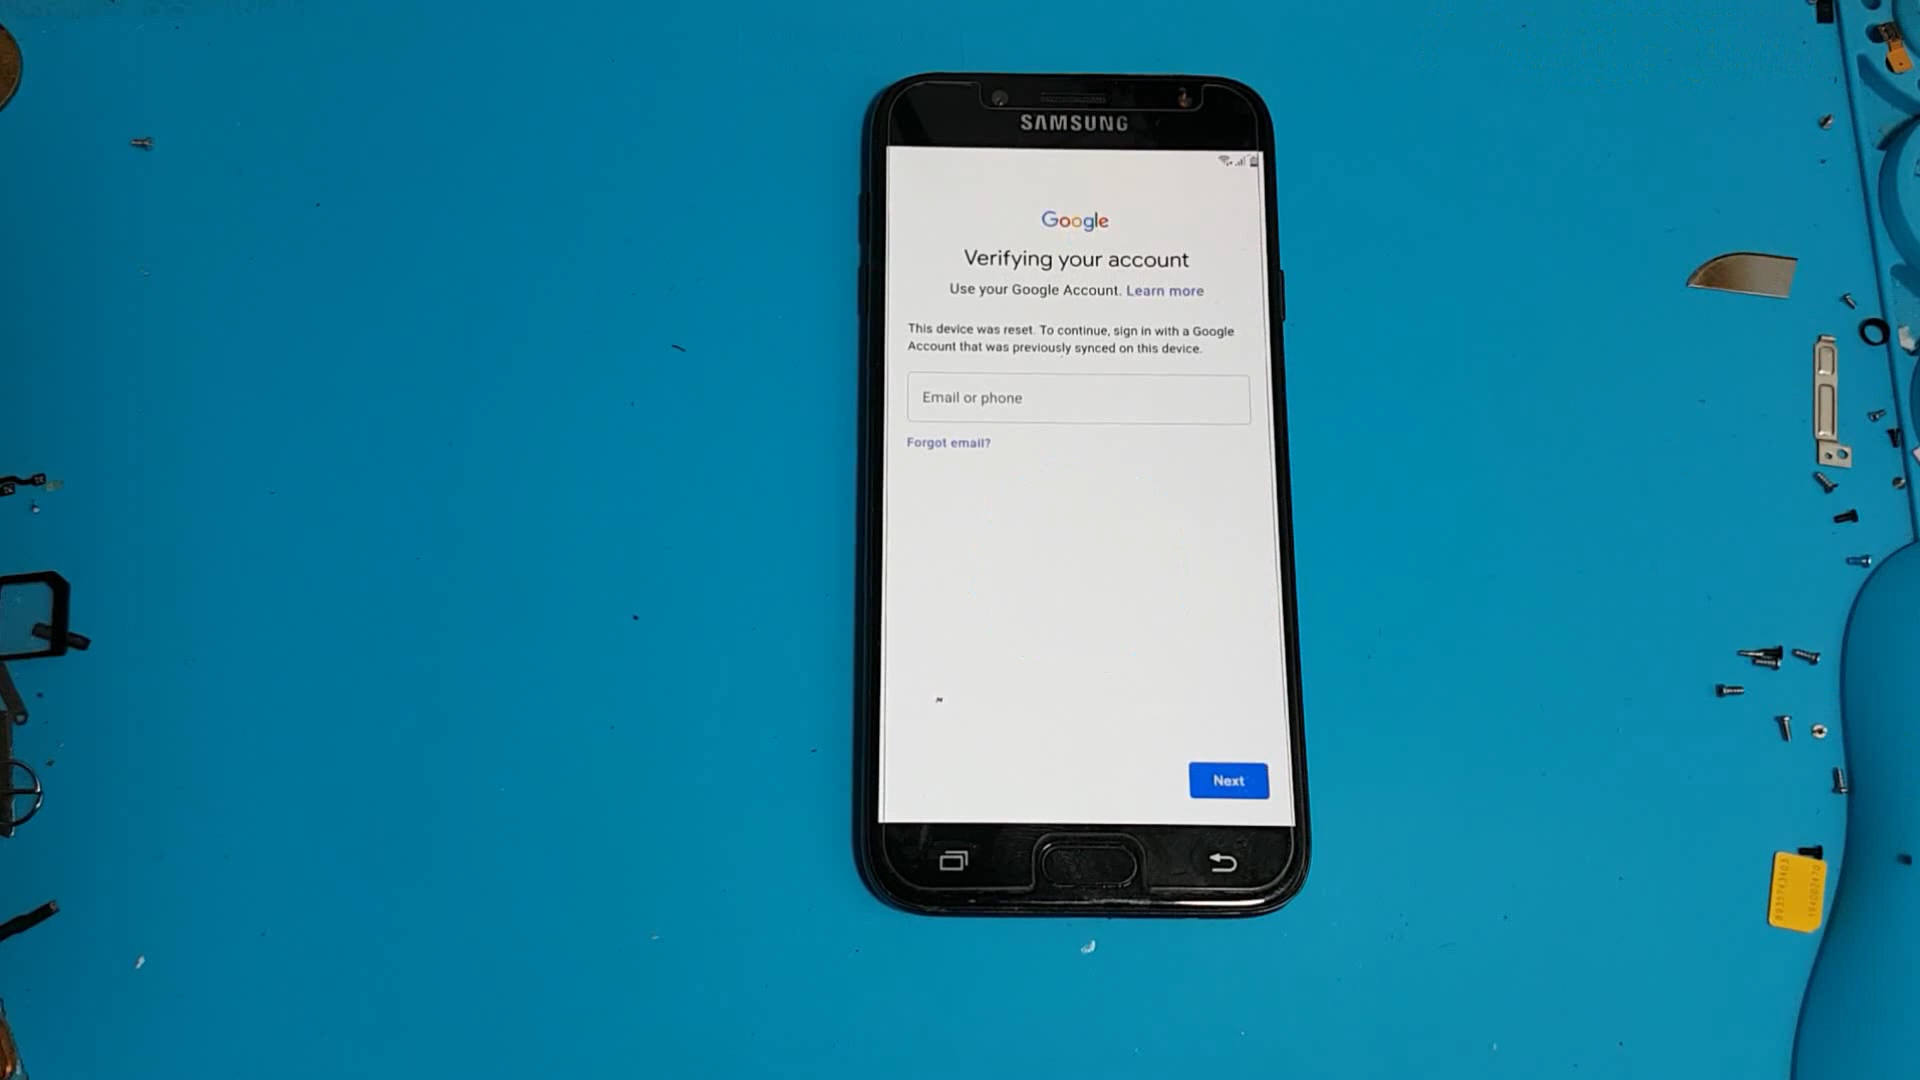 SAMSUNG
Google
Verifying your account
Use your Google Account. Learn more
This device was reset. To continue, sign in with a Google
Account that was previously synced on this device.
Email or phone
Forgot email?
Next